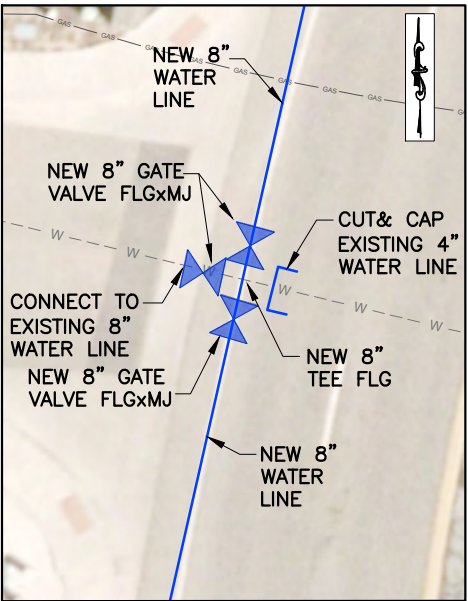 GAS
GAS
GAS
GAS
GAS
GAS
GAS
NEW 8”
WATER
LINE
NEW 8” GATE
VALVE FLGxMJ
CUT& CAP
EXISTING 4”
WATER LINE
W
W
W
W
W
W
CONNECT TO
EXISTING 8”
WATER LINE
NEW 8”
TEE FLG
NEW 8” GATE
VALVE FLGxMJ
NEW 8”
WATER
LINE